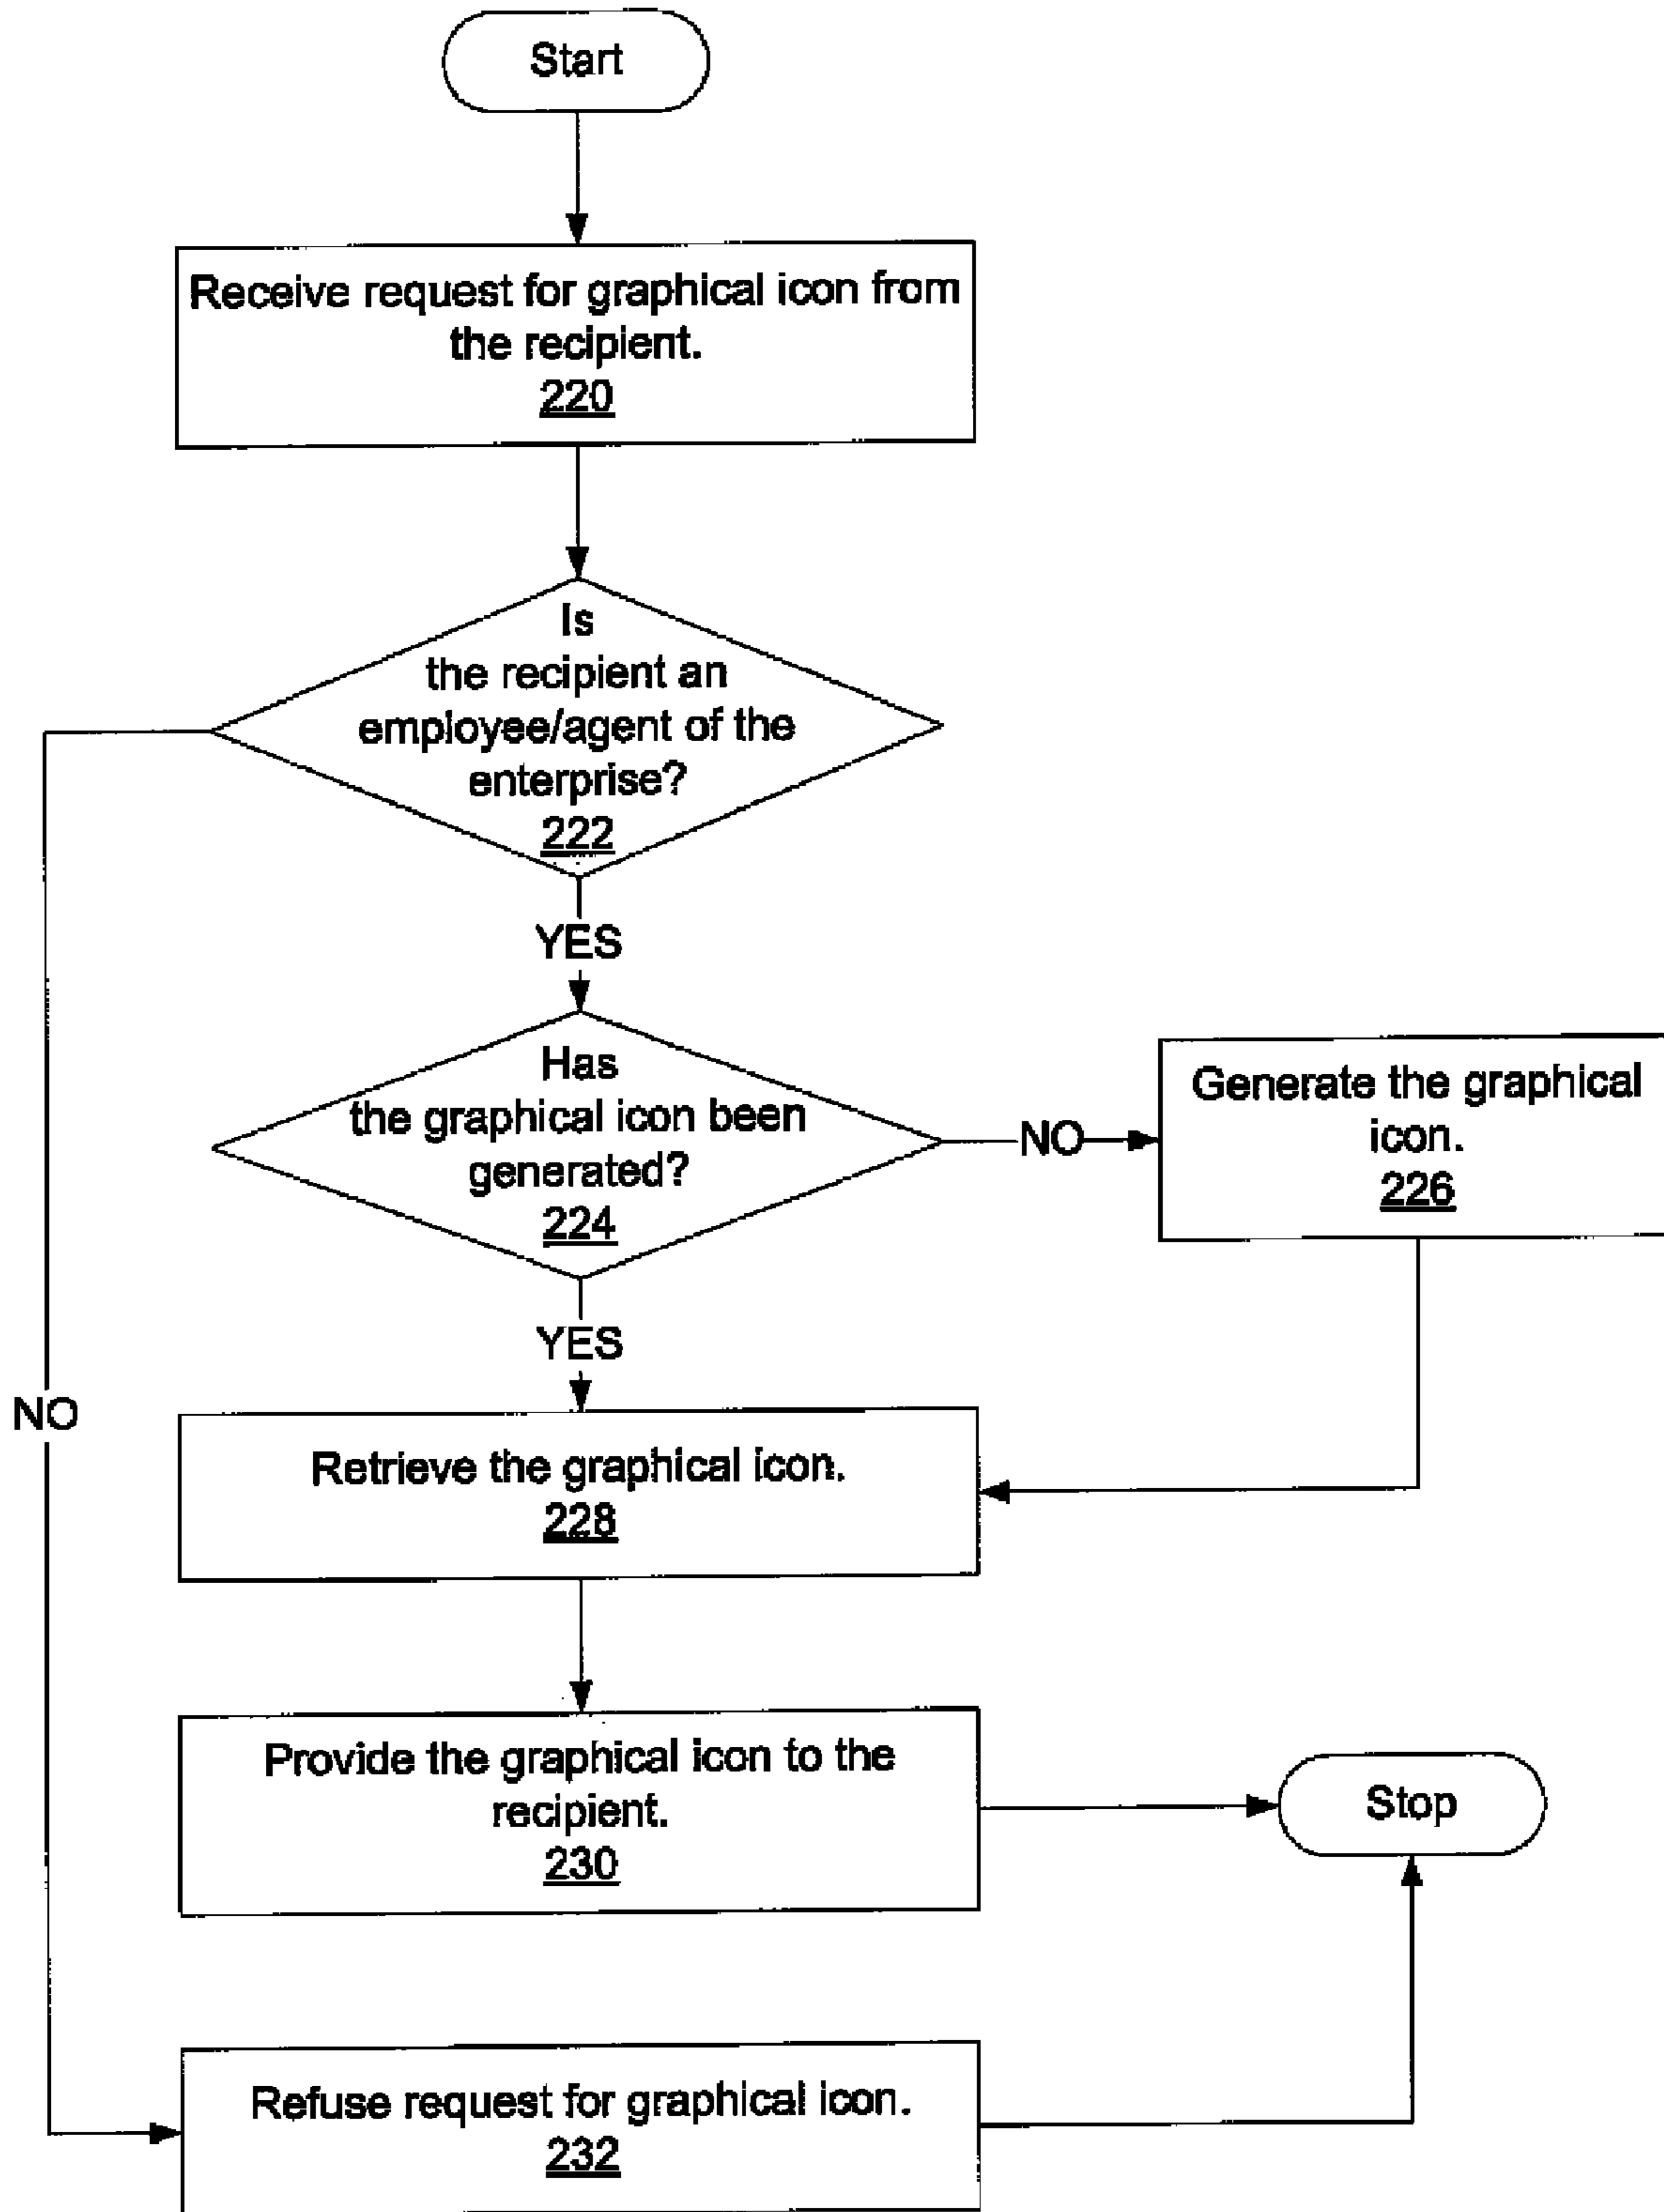 Start
Receive request for graphical icon from
the recipient.
220
Is
the recipient an
employee/agent of the
enterprise?
222
YES
Has
the graphical icon been
generated?
224
NO
Generate the graphical
icon.
226
YES
NO
Retrieve the graphical icon.
228
Provide the graphical icon to the
recipient.
230
Stop
Refuse request for graphical icon.
232